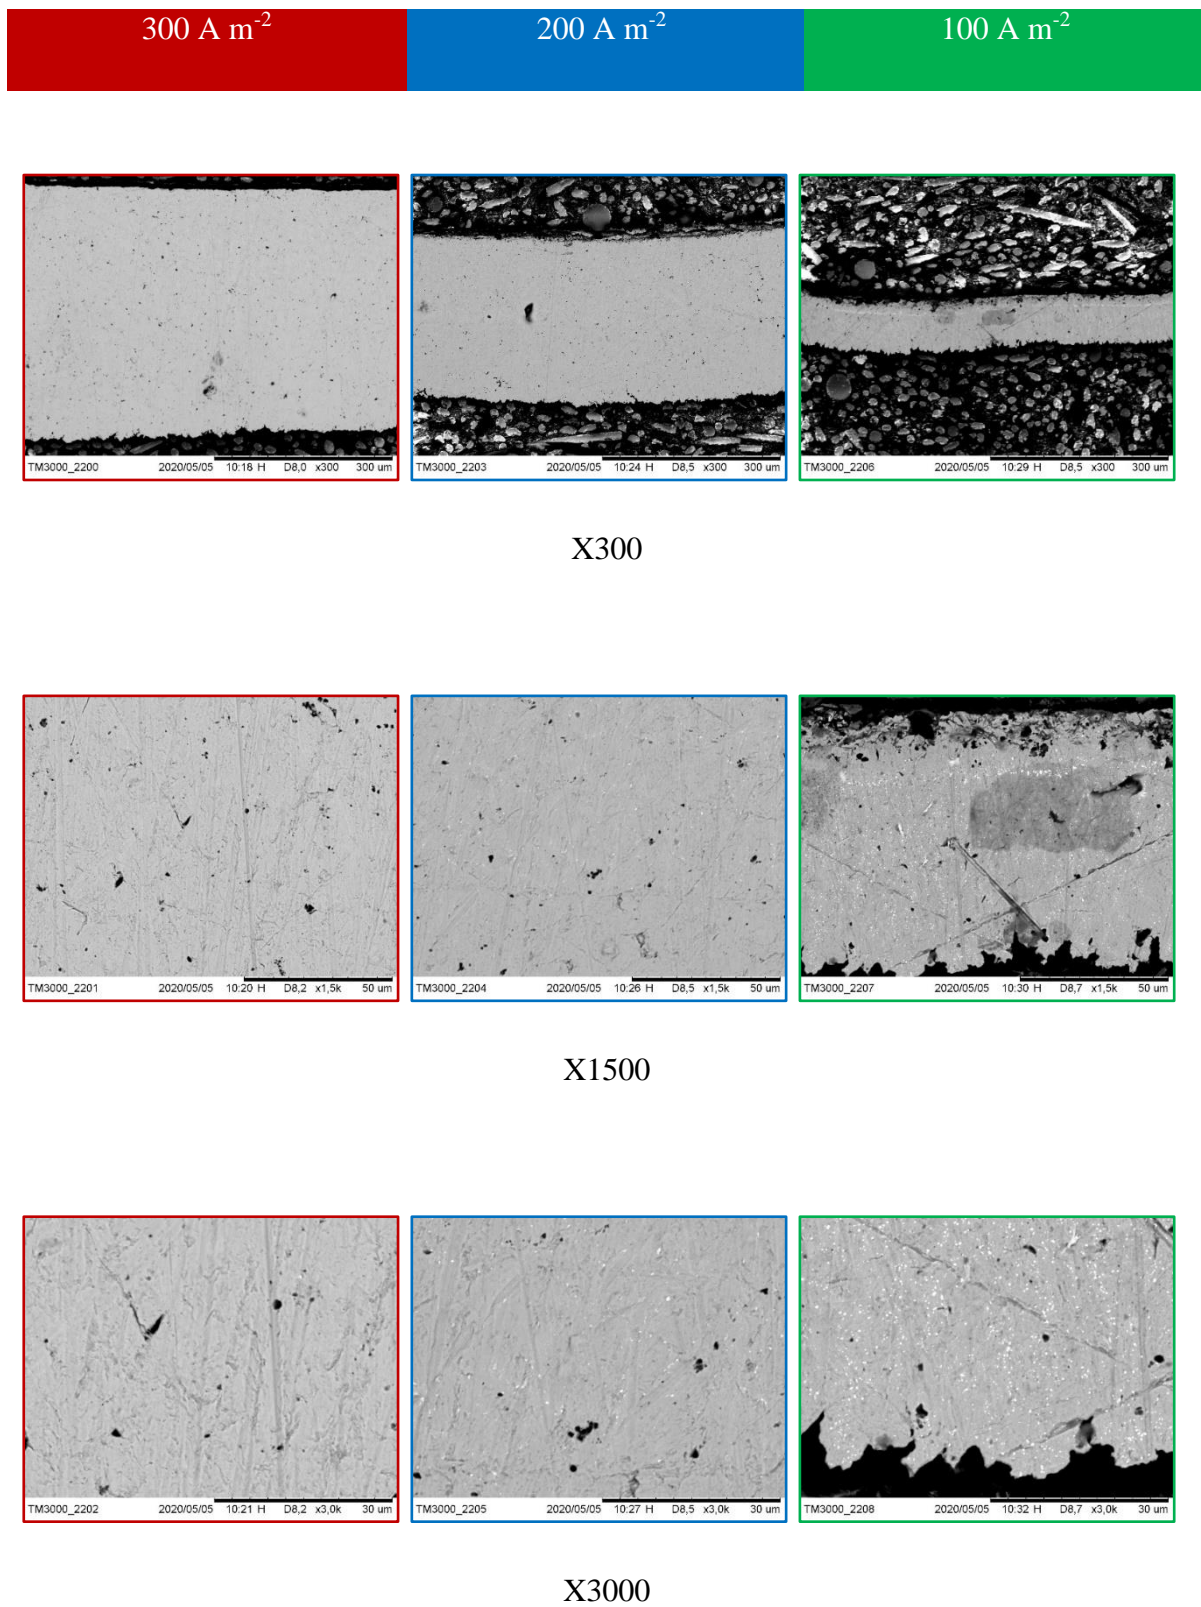 300 A m-2 200 A m-2 100 A m-2
TM3000_2200 2020/05/05 10:18 H D8,0 x300 300 um
TM3000_2203 2020/05/05 10:24 H D8,5 x300 300 um
TM3000_2206 2020/05/05 10:29 H D8,5 x300 300 um
X300
TM3000_2201 2020/05/05 10:20 H D8,2 x1,5k 50 um
TM3000_2204 2020/05/05 10:26 H D8,5 x1,5k 50 um
TM3000_2207 2020/05/05 10:30 H D8,7 x1,5k 50 um
X1500
TM3000_2202 2020/05/05 10:21 H D8,2 x3,0k 30 um
TM3000_2205 2020/05/05 10:27 H D8,5 x3,0k 30 um
TM3000_2208 2020/05/05 10:32 H D8,7 x3,0k 30 um
X3000